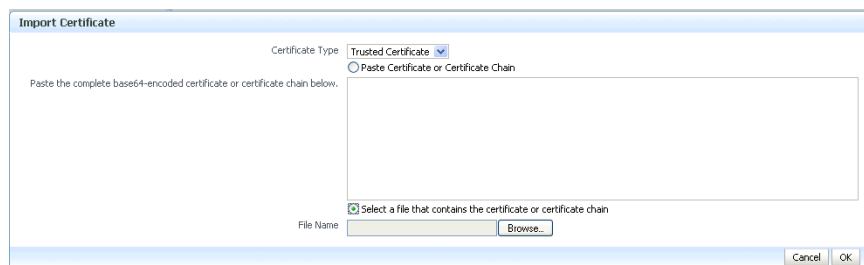 Import Certificate
Certificate Type Trusted Certificate
Paste Certificate or Certificate Chain
Paste the complete base64-encoded certificate or certificate chain below.
Select a file that contains the certificate or certificate chain
File Name Browse...
Cancel OK